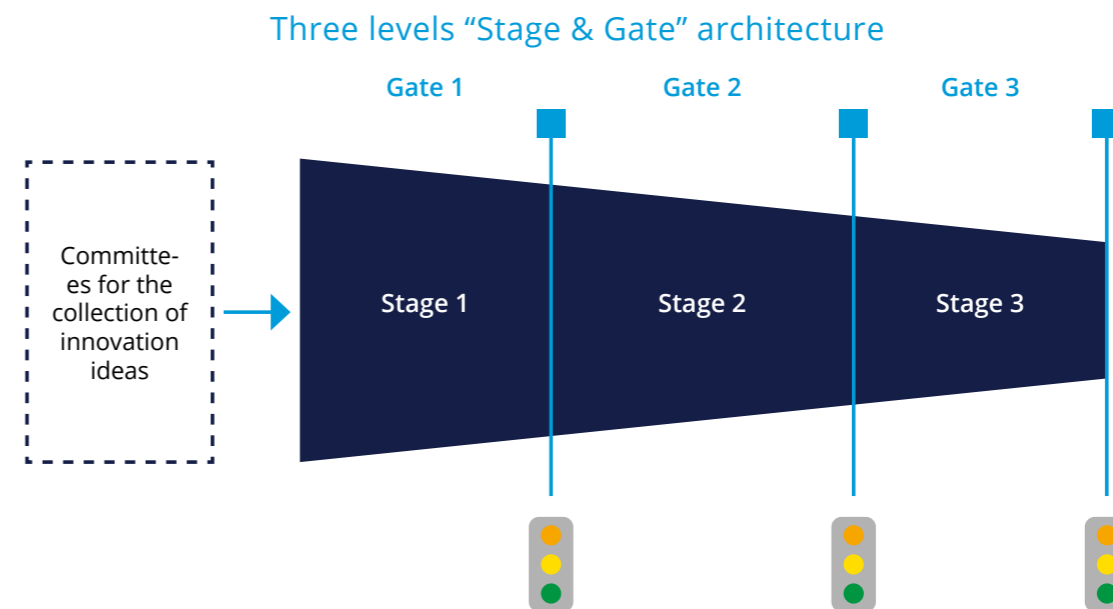 Three levels “Stage & Gate” architecture
Gate 1
Gate 2
Gate 3
Committe-
es for the
collection of
innovation
ideas
Stage 1
Stage 2
Stage 3